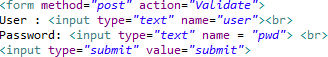 <form method="post" action="Validate">
User : <input type="text" name="user"><br>
Password: <input type="text" name = "pwd"> <br>
<input type="submit" value="submit">